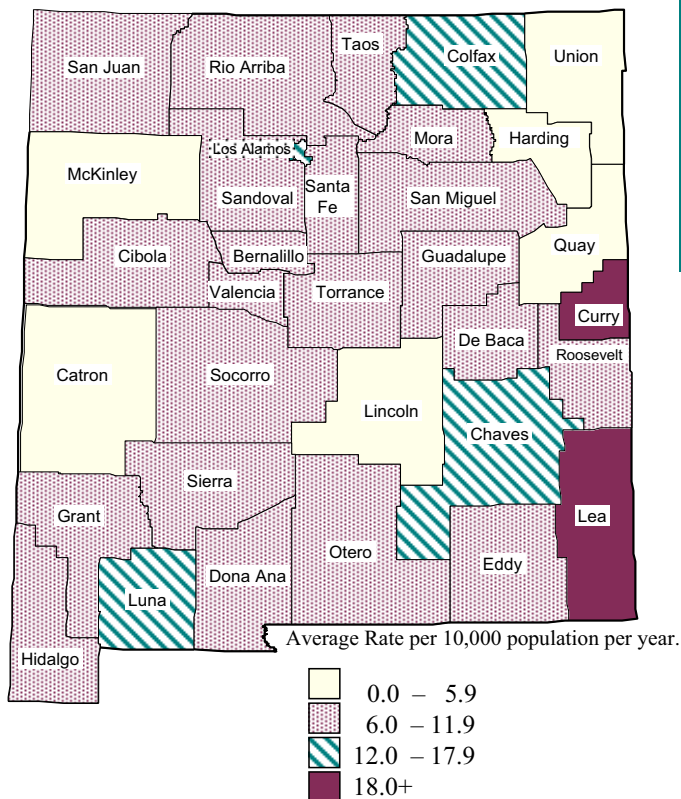 Taos
San Juan
Rio Arriba
Colfax
Union
Mora
Harding
Los Alamos
McKinley
Sandoval
Santa
Fe
San Miguel
Cibola
Bernalillo
Guadalupe
Quay
Valencia
Torrance
Curry
De Baca
Roosevelt
Catron
Socorro
Lincoln
Chaves
Sierra
Grant
Lea
Otero
Eddy
Dona Ana
Luna
Hidalgo
Average Rate per 10,000 population per year.
0.0 – 5.9
6.0 – 11.9
12.0 – 17.9
18.0+